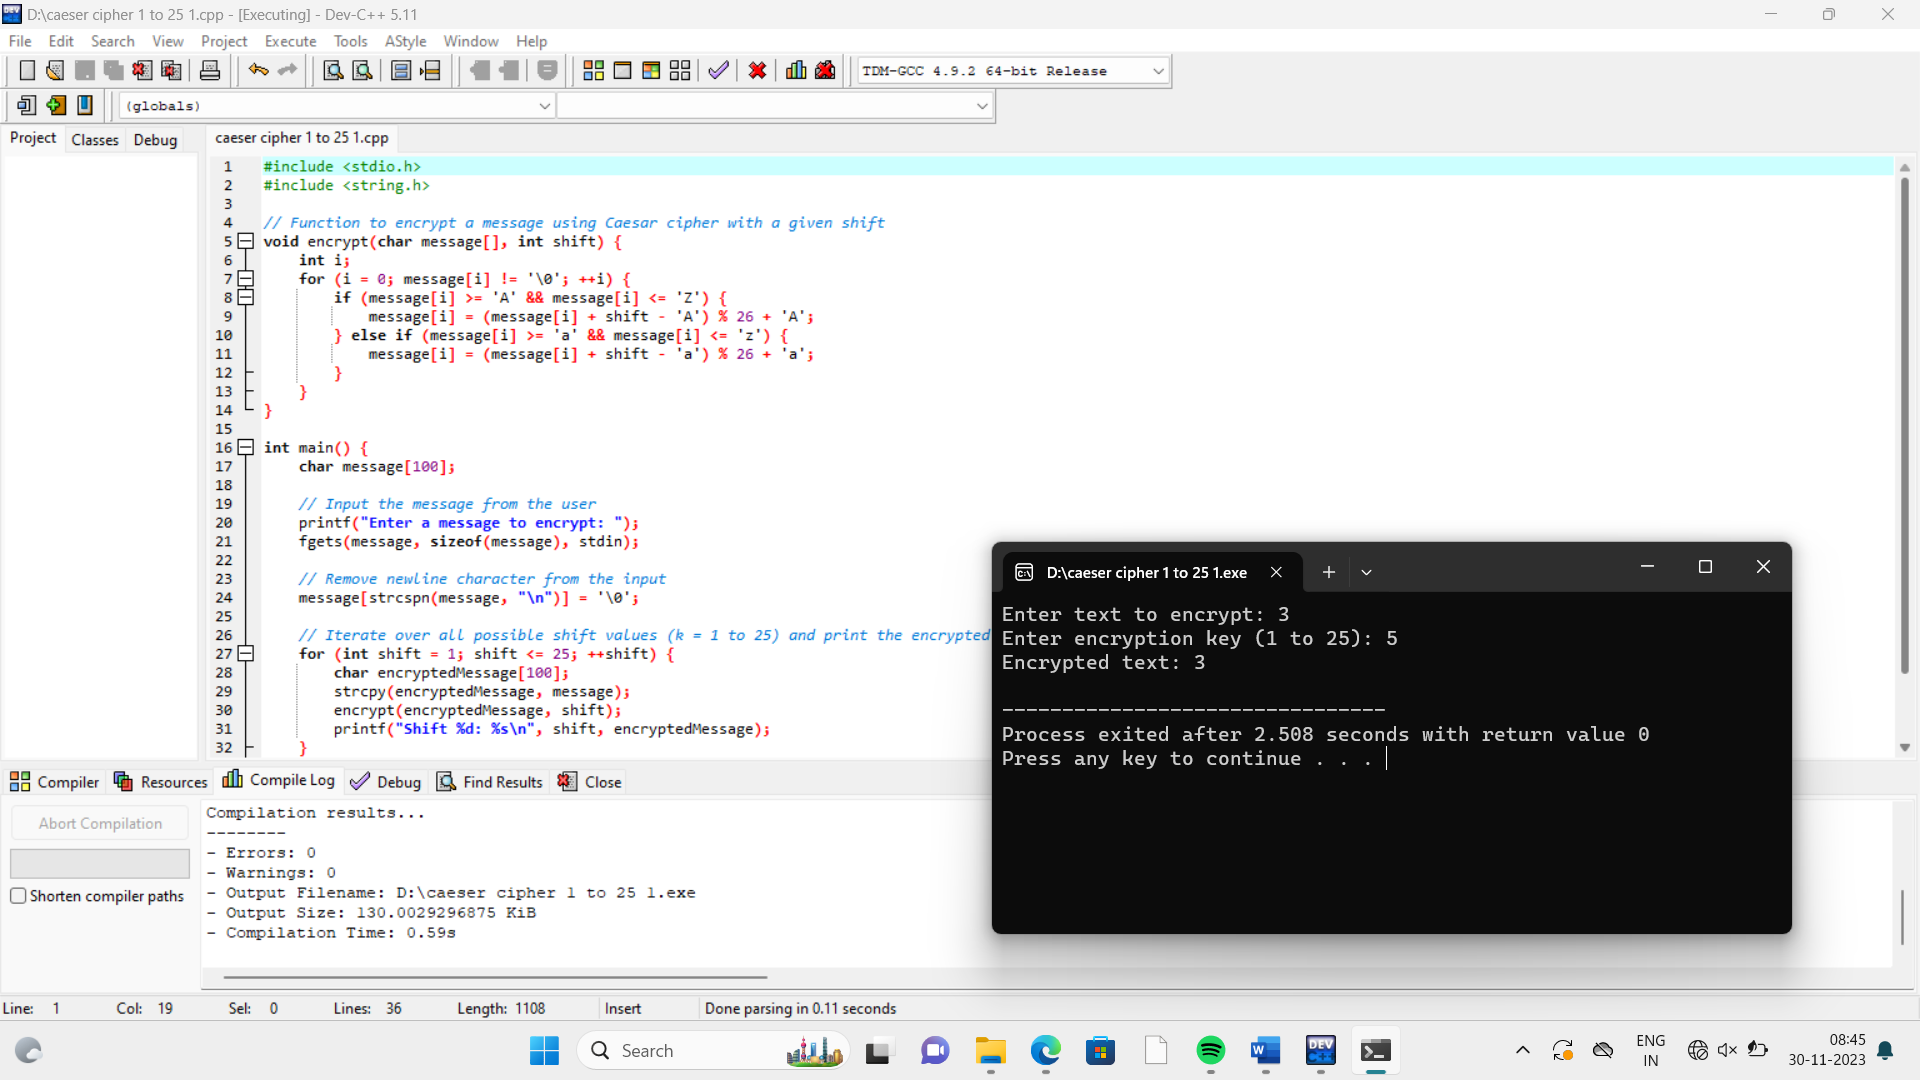 D:\caeser cipher 1 to 25 1.cpp - [Executing] - Dev-C++ 5.11
File Edit Search View Project Execute Tools AStyle Window Help
TDM-GCC 4.9.2 64-bit Release
(globals)
Project Classes Debug
caeser cipher 1 to 25 1.cpp
1 #include <stdio.h>
2 #include <string.h>
3
4 // Function to encrypt a message using Caesar cipher with a given shift
5 void encrypt(char message[], int shift) {
6 int i;
7 for (i = 0; message[i] != '\0'; ++i) {
8 if (message[i] >= 'A' && message[i] <= 'Z') {
9 message[i] = (message[i] + shift - 'A') % 26 + 'A';
10 } else if (message[i] >= 'a' && message[i] <= 'z') {
11 message[i] = (message[i] + shift - 'a') % 26 + 'a';
12 }
13 }
14 }
15
16 int main() {
17 char message[100];
18
19 // Input the message from the user
20 printf("Enter a message to encrypt: ");
21 fgets(message, sizeof(message), stdin);
22
23 // Remove newline character from the input
24 message[strcspn(message, "\n")] = '\0';
25
26 // Iterate over all possible shift values (k = 1 to 25) and print the encrypted
27 for (int shift = 1; shift <= 25; ++shift) {
28 char encryptedMessage[100];
29 strcpy(encryptedMessage, message);
30 encrypt(encryptedMessage, shift);
31 printf("Shift %d: %s\n", shift, encryptedMessage);
32 }
D:\caeser cipher 1 to 25 1.exe
Enter text to encrypt: 3
Enter encryption key (1 to 25): 5
Encrypted text: 3
--------------------------------
Process exited after 2.508 seconds with return value 0
Press any key to continue . . .
Compiler Resources Compile Log Debug Find Results Close
Abort Compilation
Shorten compiler paths
Compilation results...
--------
- Errors: 0
- Warnings: 0
- Output Filename: D:\caeser cipher 1 to 25 1.exe
- Output Size: 130.0029296875 KiB
- Compilation Time: 0.59s
Line: 1 Col: 19 Sel: 0 Lines: 36 Length: 1108 Insert Done parsing in 0.11 seconds
Search
DEV
ENG
IN
08:45
30-11-2023